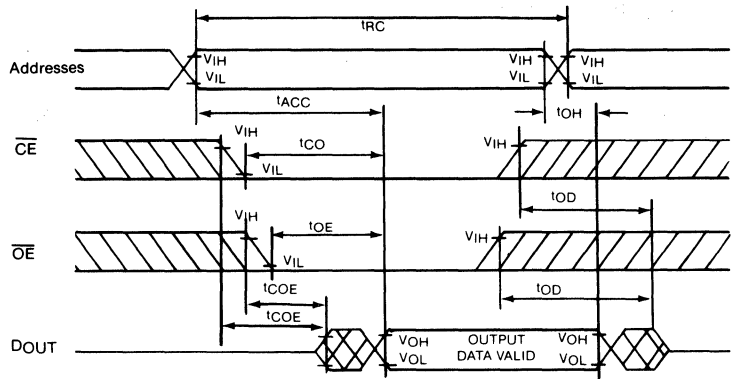 tRC
Addresses VIH VIH VIH
VIL VIL VIL
tACC tOH
CE VIH tCO VIH
VIL
tOD
OE VIH tOE VIH
VIL
tCOE tOD
tCOE
DOUT VOH OUTPUT VOH
VOL DATA VALID VOL